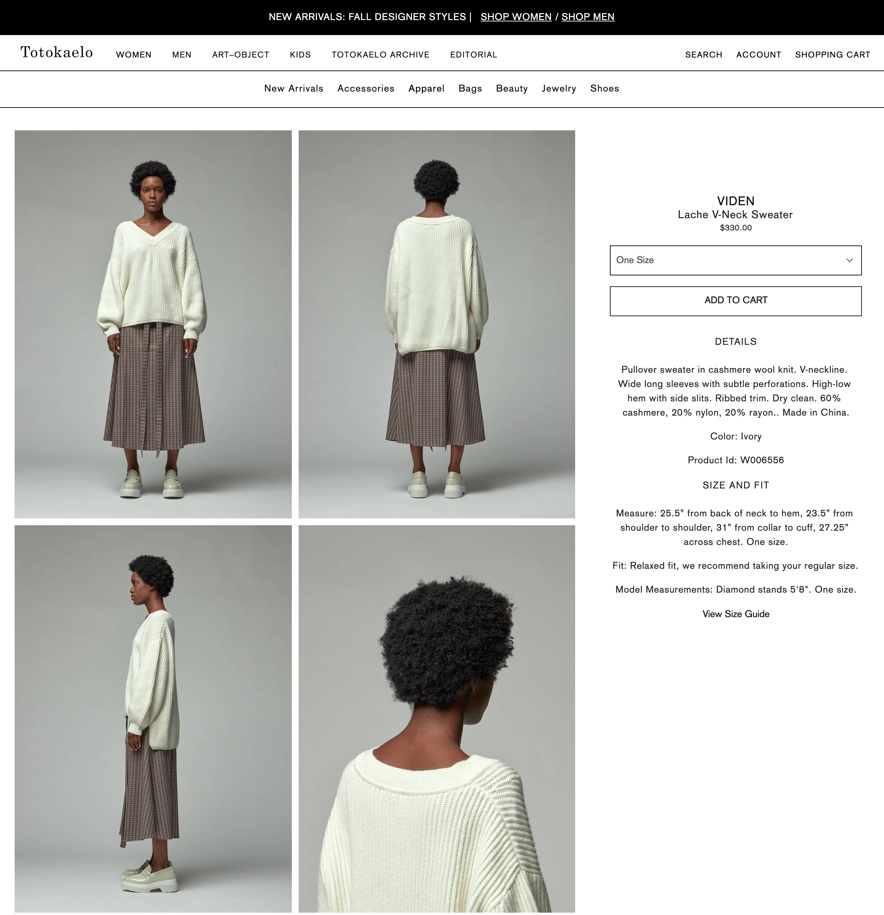 NEW ARRIVALS: FALL DESIGNER STYLES | SHOP WOMEN / SHOP MEN
Totokaelo WOMEN MEN ART–OBJECT KIDS TOTOKAELO ARCHIVE EDITORIAL SEARCH ACCOUNT SHOPPING CART
New Arrivals Accessories Apparel Bags Beauty Jewelry Shoes
VIDEN
Lache V-Neck Sweater
$330.00
One Size
ADD TO CART
DETAILS
Pullover sweater in cashmere wool knit. V-neckline.
Wide long sleeves with subtle perforations. High-low
hem with side slits. Ribbed trim. Dry clean. 60%
cashmere, 20% nylon, 20% rayon.. Made in China.
Color: Ivory
Product Id: W006556
SIZE AND FIT
Measure: 25.5" from back of neck to hem, 23.5" from
shoulder to shoulder, 31" from collar to cuff, 27.25"
across chest. One size.
Fit: Relaxed fit, we recommend taking your regular size.
Model Measurements: Diamond stands 5'8". One size.
View Size Guide